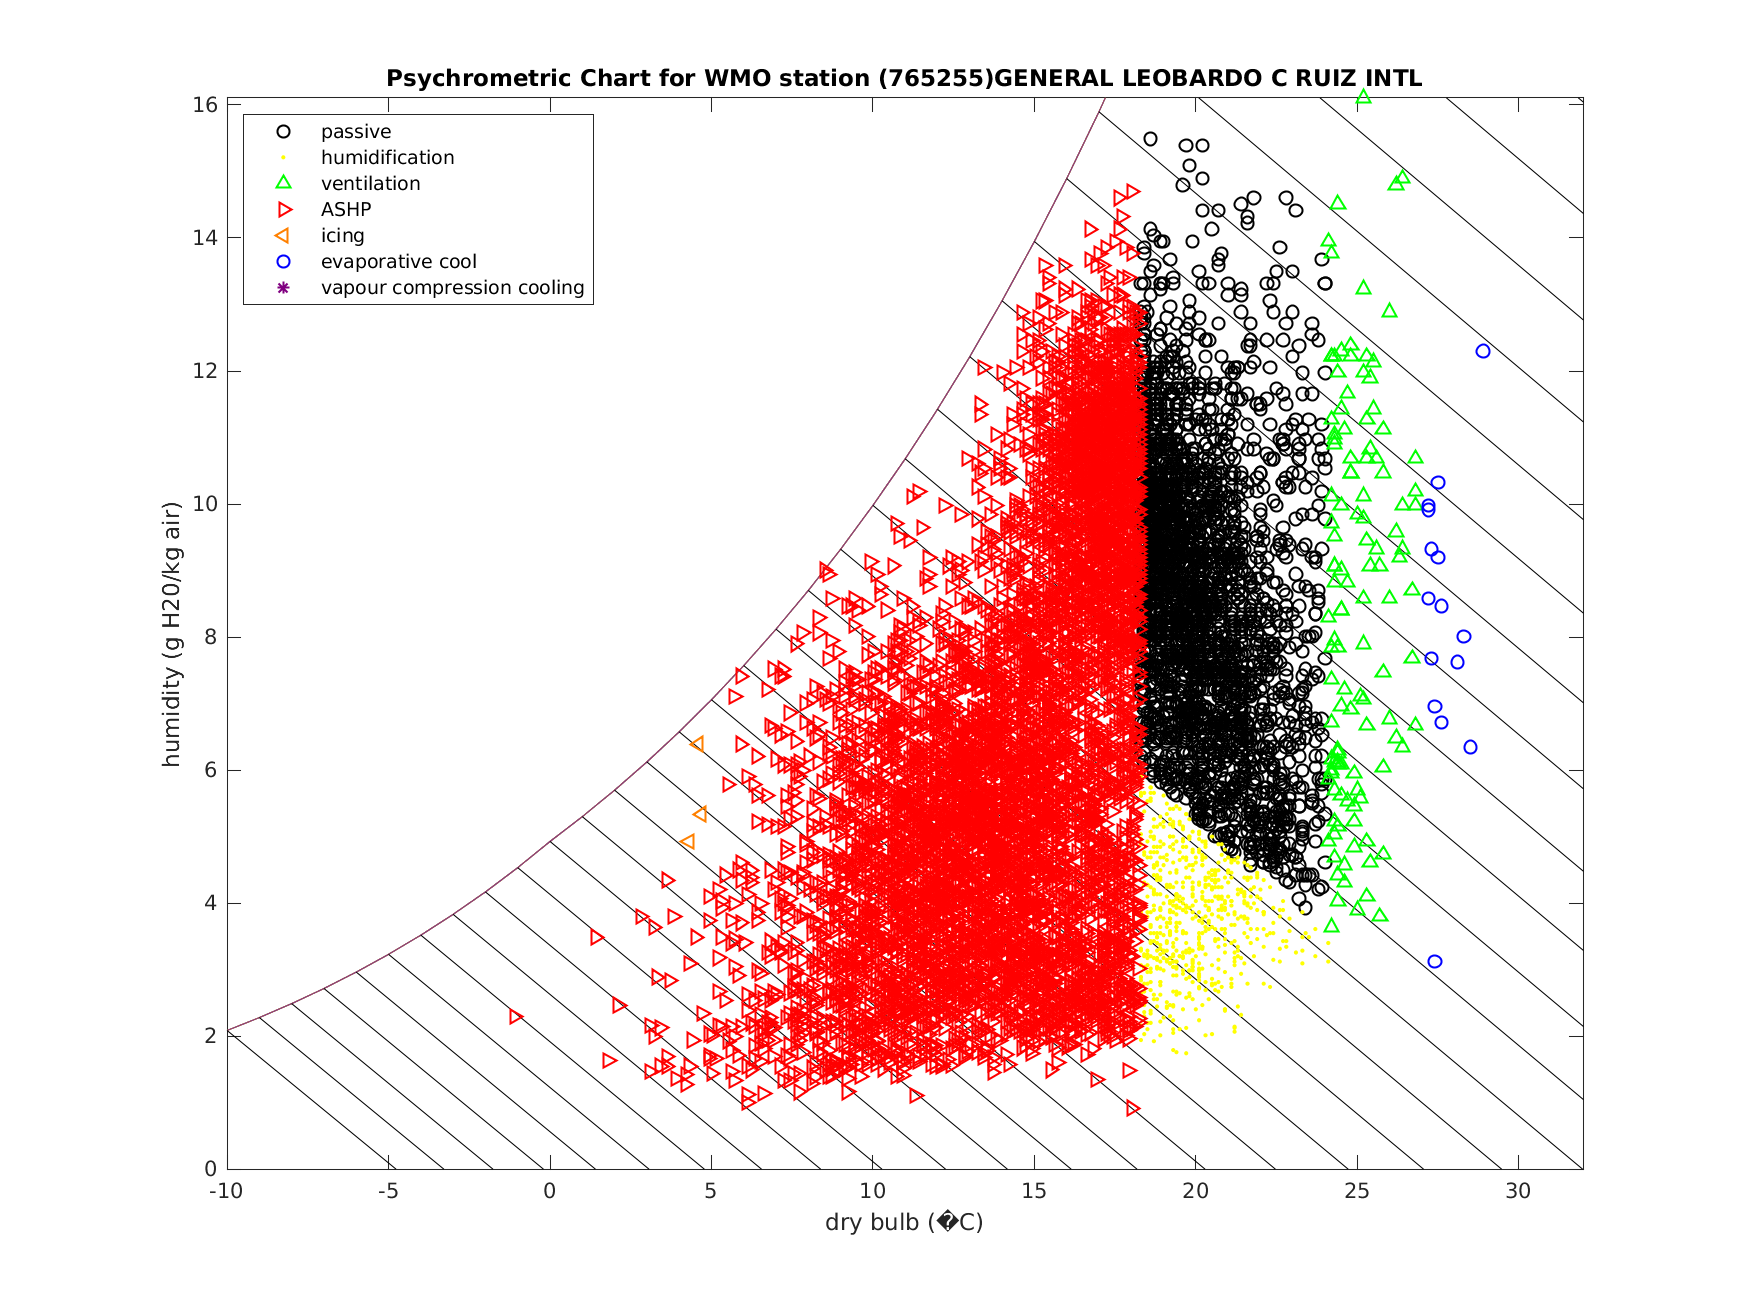 Psychrometric Chart for WMO station (765255)GENERAL LEOBARDO C RUIZ INTL
passive
humidification
ventilation
ASHP
icing
evaporative cool
vapour compression cooling
humidity (g H20/kg air)
16
14
12
10
8
6
4
2
0
-10 -5 0 5 10 15 20 25 30
dry bulb (�C)